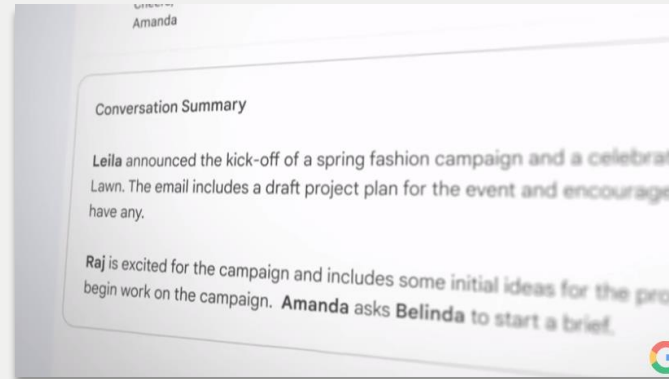 Amanda
Conversation Summary
Leila announced the kick-off of a spring fashion campaign and a
Lawn. The email includes a draft project plan for the event and
have any.
Raj is excited for the campaign and includes some initial ideas for the
begin work on the campaign. Amanda asks Belinda to start a brief.